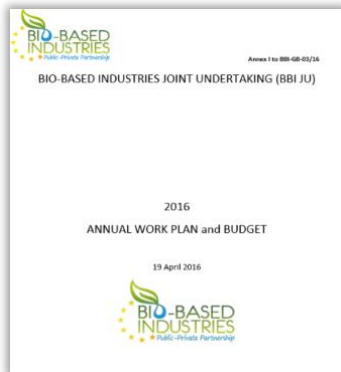 BIO-BASED
INDUSTRIES
Public-Private Partnership
Annex I to BBI-GB-03/16
BIO-BASED INDUSTRIES JOINT UNDERTAKING (BBI JU)
2016
ANNUAL WORK PLAN and BUDGET
19 April 2016
BIO-BASED
INDUSTRIES
Public-Private Partnership